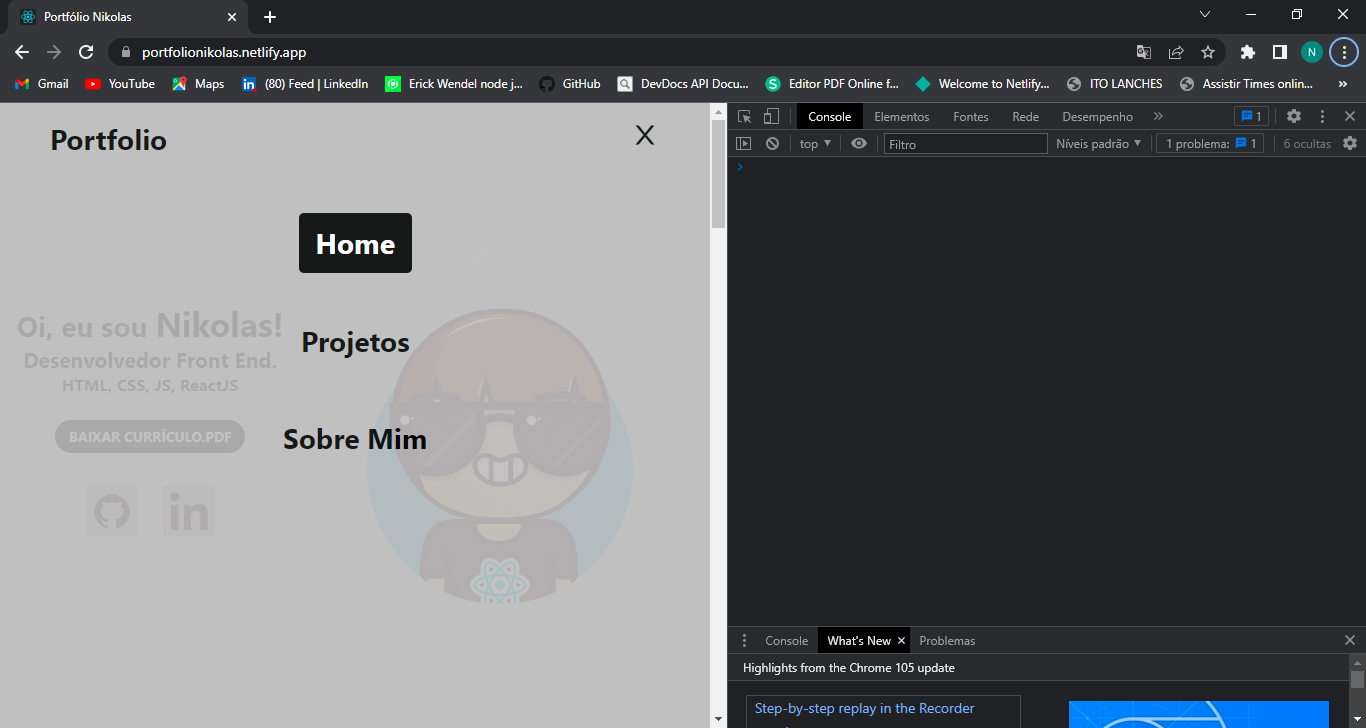 Portfólio Nikolas
portfolionikolas.netlify.app
N
Gmail YouTube Maps (80) Feed | LinkedIn Erick Wendel node j... GitHub DevDocs API Docu... Editor PDF Online f... Welcome to Netlify... ITO LANCHES Assistir Times onlin... »
Portfolio X
Home
Projetos
Sobre Mim
Oi, eu sou Nikolas!
Desenvolvedor Front End.
HTML, CSS, JS, ReactJS
BAIXAR CURRÍCULO.PDF
in
Console Elementos Fontes Rede Desempenho » 1
top Filtro Níveis padrão 1 problema: 1 6 ocultas
Console What's New Problemas
Highlights from the Chrome 105 update
Step-by-step replay in the Recorder